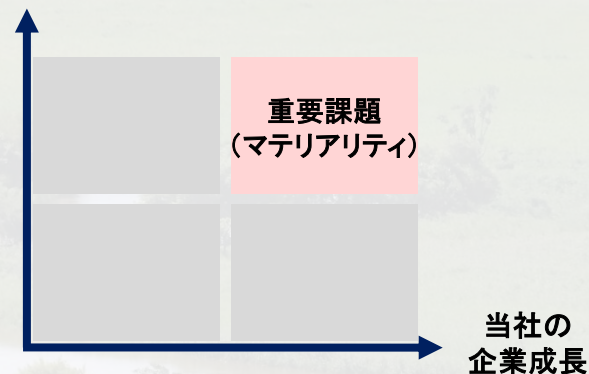 重要課題
（マテリアリティ）
当社の
企業成長